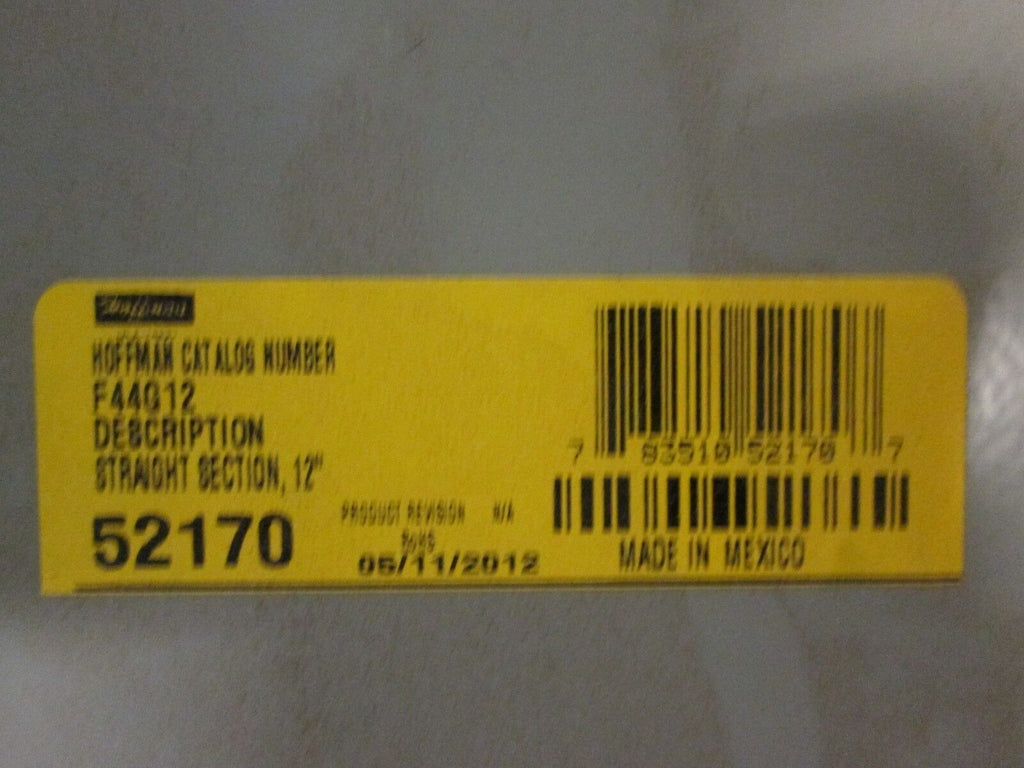 Hoffman
HOFFMAN CATALOG NUMBER
F44G12
DESCRIPTION
STRAIGHT SECTION, 12"
52170
PRODUCT REVISION N/A
RoHS
05/11/2012
7 83510 52170 7
MADE IN MEXICO